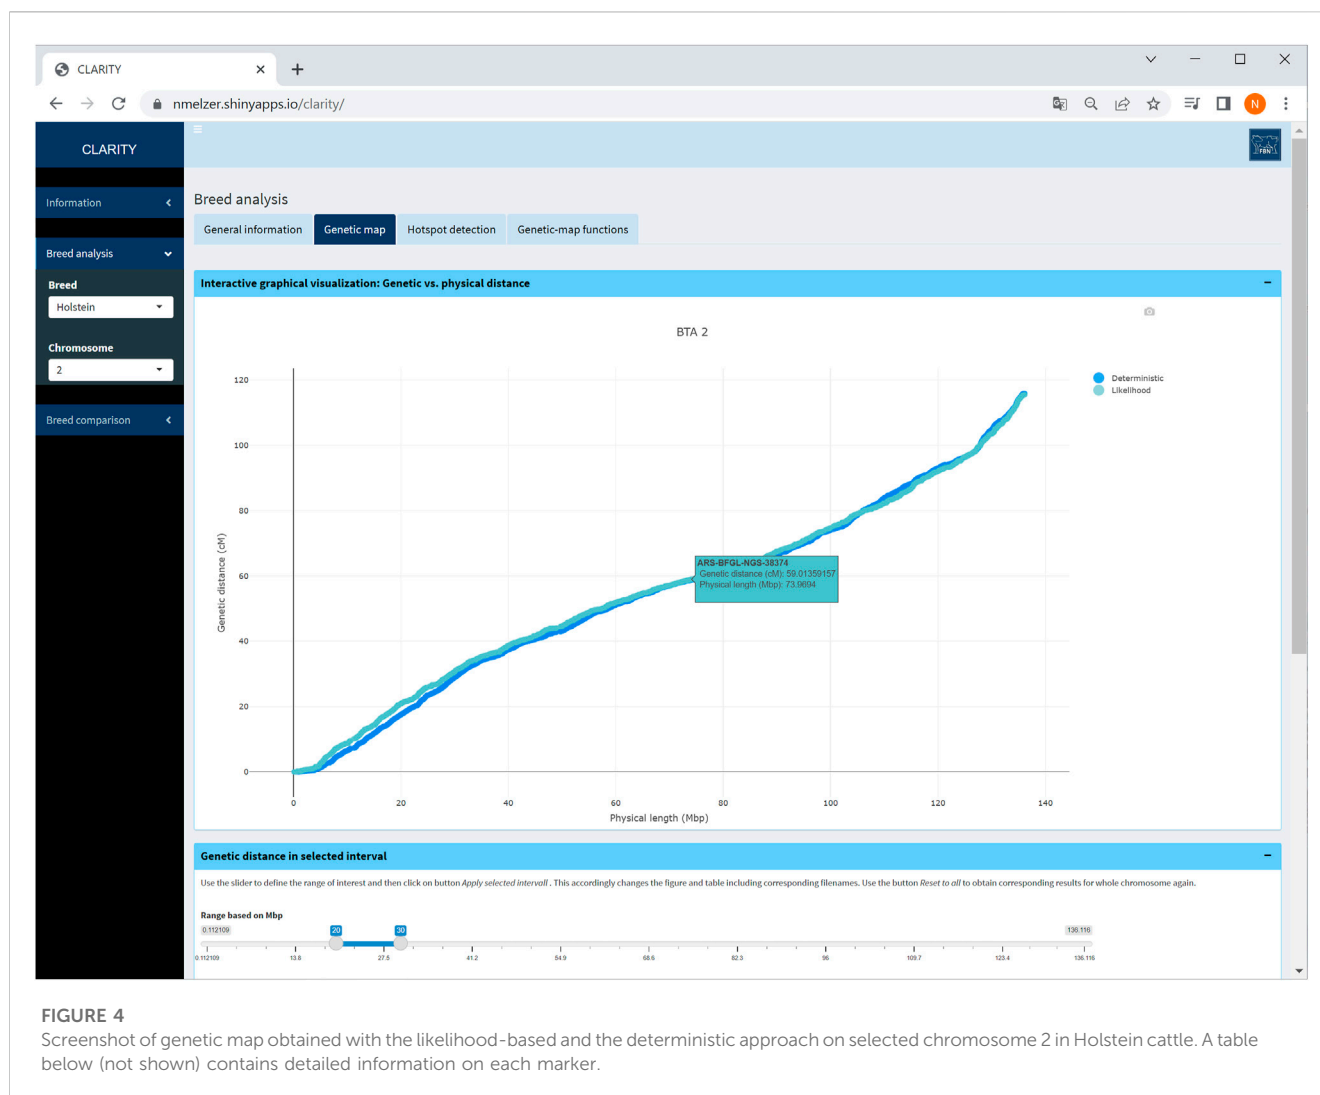 CLARITY
nmelzer.shinyapps.io/clarity/
N
CLARITY
FBN
Information
Breed analysis
Breed
Holstein
Chromosome
2
Breed comparison
Breed analysis
General information
Genetic map
Hotspot detection
Genetic-map functions
Interactive graphical visualization: Genetic vs. physical distance
BTA 2
Deterministic
Likelihood
120
100
80
60
40
20
0
Genetic distance (cM)
ARS-BFGL-NGS-38374
Genetic distance (cM): 59.01359157
Physical length (Mbp): 73.9694
0 20 40 60 80 100 120 140
Physical length (Mbp)
Genetic distance in selected interval
Use the slider to define the range of interest and then click on button Apply selected intervall . This accordingly changes the figure and table including corresponding filenames. Use the button Reset to all to obtain corresponding results for whole chromosome again.
Range based on Mbp
0.112109 20 30 136.116
0.112109 13.8 27.5 41.2 54.9 68.6 82.3 96 109.7 123.4 136.116
FIGURE 4
Screenshot of genetic map obtained with the likelihood-based and the deterministic approach on selected chromosome 2 in Holstein cattle. A table
below (not shown) contains detailed information on each marker.